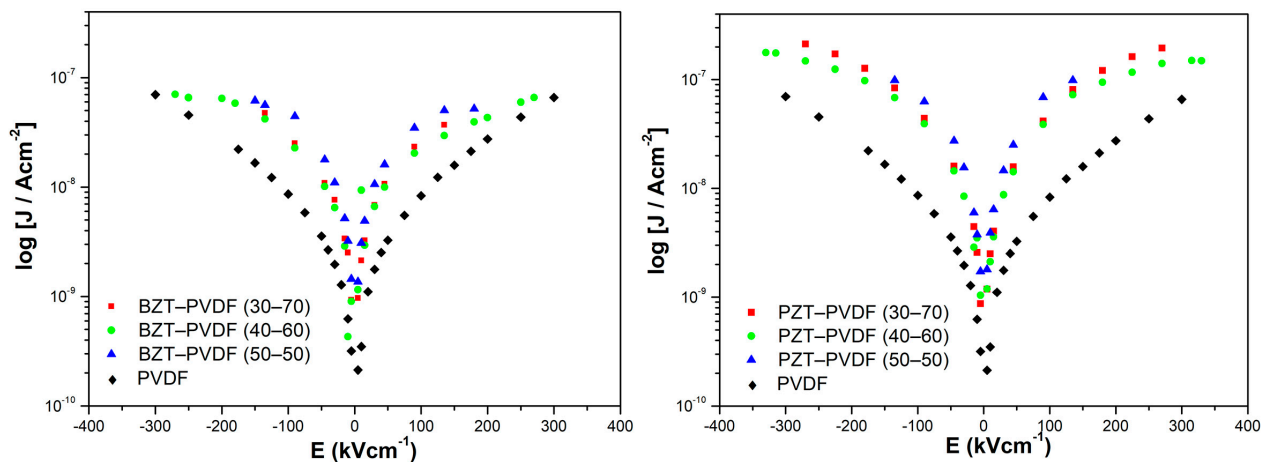 log [J / Acm⁻²]
10⁻⁷
10⁻⁸
10⁻⁹
10⁻¹⁰
BZT–PVDF (30–70)
BZT–PVDF (40–60)
BZT–PVDF (50–50)
PVDF
-400 -300 -200 -100 0 100 200 300 400
E (kVcm⁻¹)
log [J / Acm⁻²]
10⁻⁷
10⁻⁸
10⁻⁹
10⁻¹⁰
PZT–PVDF (30–70)
PZT–PVDF (40–60)
PZT–PVDF (50–50)
PVDF
-400 -300 -200 -100 0 100 200 300 400
E (kVcm⁻¹)